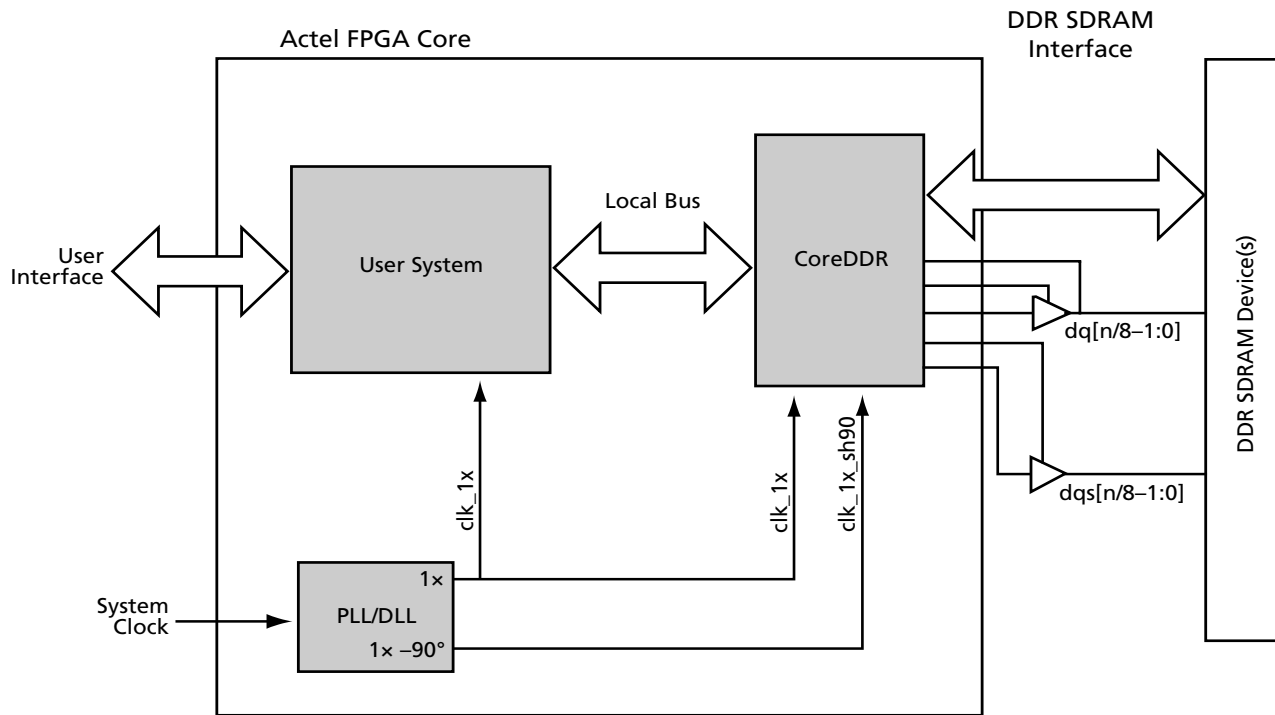 DDR SDRAM
Interface
Actel FPGA Core
User
Interface
User System
Local Bus
CoreDDR
dq[n/8–1:0]
dqs[n/8–1:0]
DDR SDRAM Device(s)
clk_1x
clk_1x
clk_1x_sh90
System
Clock
1×
PLL/DLL
1× –90°